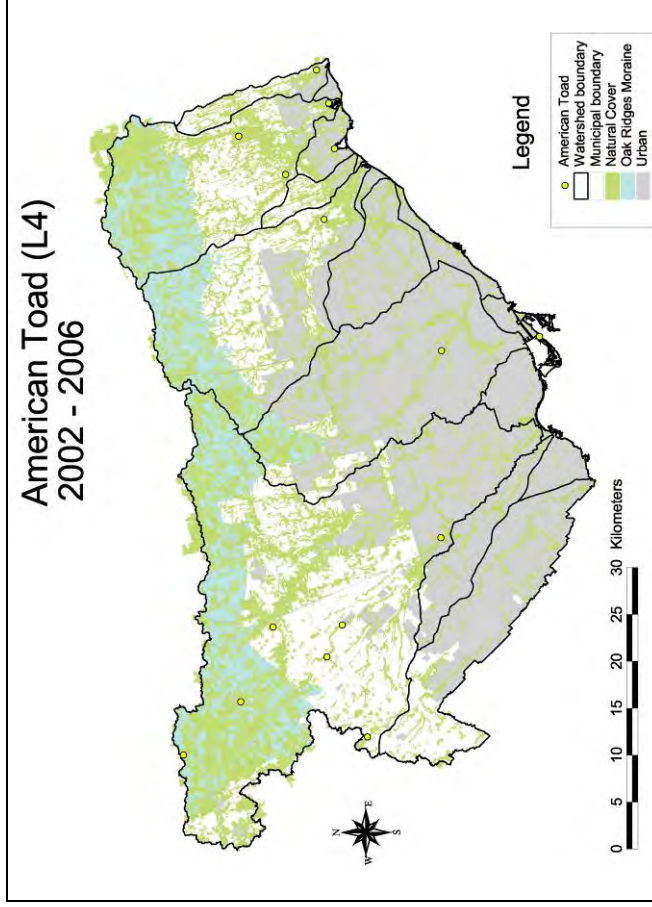 American Toad (L4)
2002 - 2006
N
W
E
S
0 5 10 15 20 25 30 Kilometers
Legend
American Toad
Watershed boundary
Municipal boundary
Natural Cover
Oak Ridges Moraine
Urban